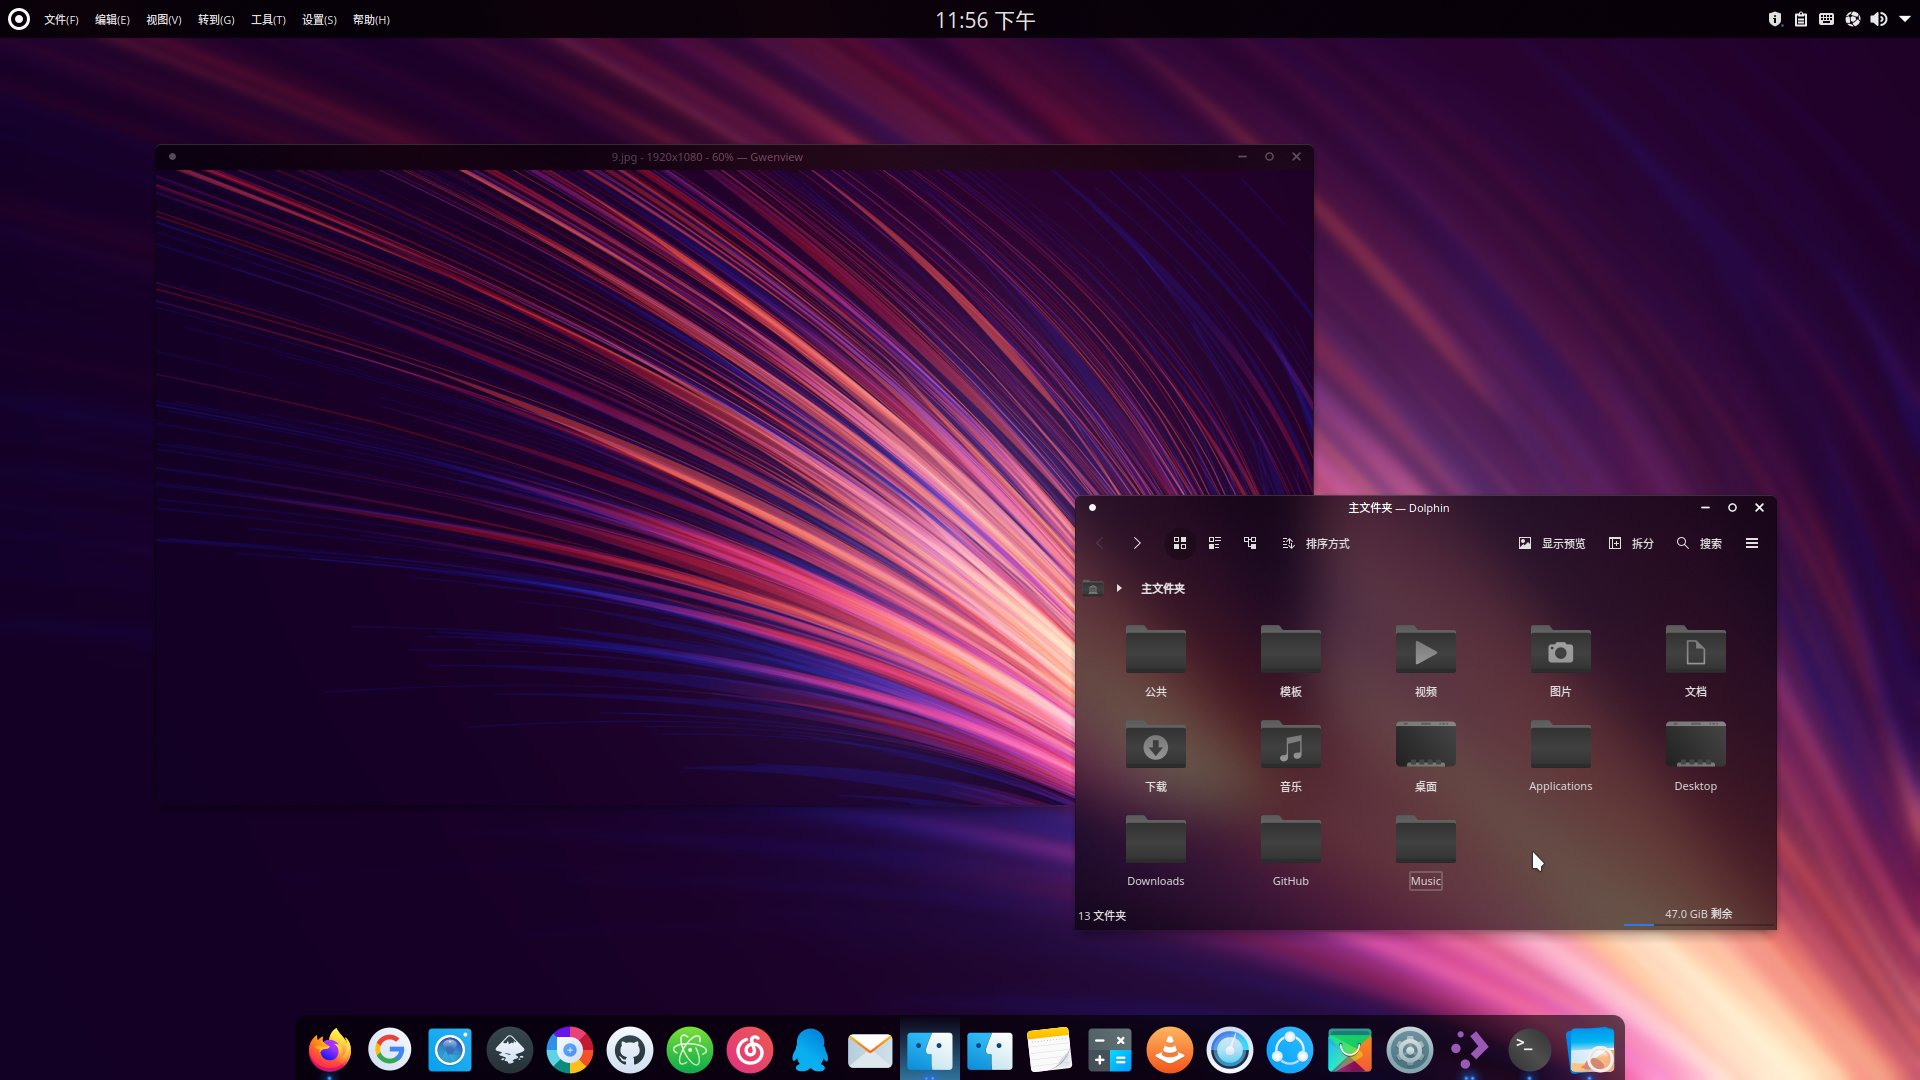 文件(F) 编辑(E) 视图(V) 转到(G) 工具(T) 设置(S) 帮助(H) 11:56 下午
9.jpg - 1920x1080 - 60% — Gwenview
主文件夹 — Dolphin
排序方式 显示预览 拆分 搜索
主文件夹
公共 模板 视频 图片 文档
下载 音乐 桌面 Applications Desktop
Downloads GitHub Music
13 文件夹 47.0 GiB 剩余